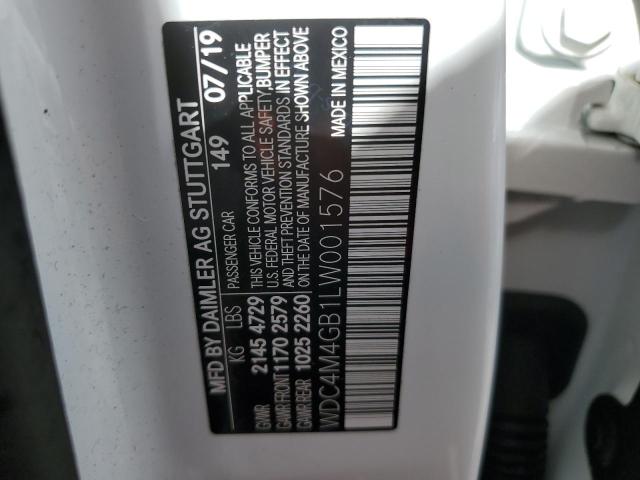 MFD BY DAIMLER AG STUTTGART
149 07/19
KG LBS PASSENGER CAR
GVWR 2145 4729
GAWR FRONT 1170 2579
GAWR REAR 1025 2260
THIS VEHICLE CONFORMS TO ALL APPLICABLE
U.S. FEDERAL MOTOR VEHICLE SAFETY,BUMPER
AND THEFT PREVENTION STANDARDS IN EFFECT
ON THE DATE OF MANUFACTURE SHOWN ABOVE
WDC4M4GB1LW001576 MADE IN MEXICO